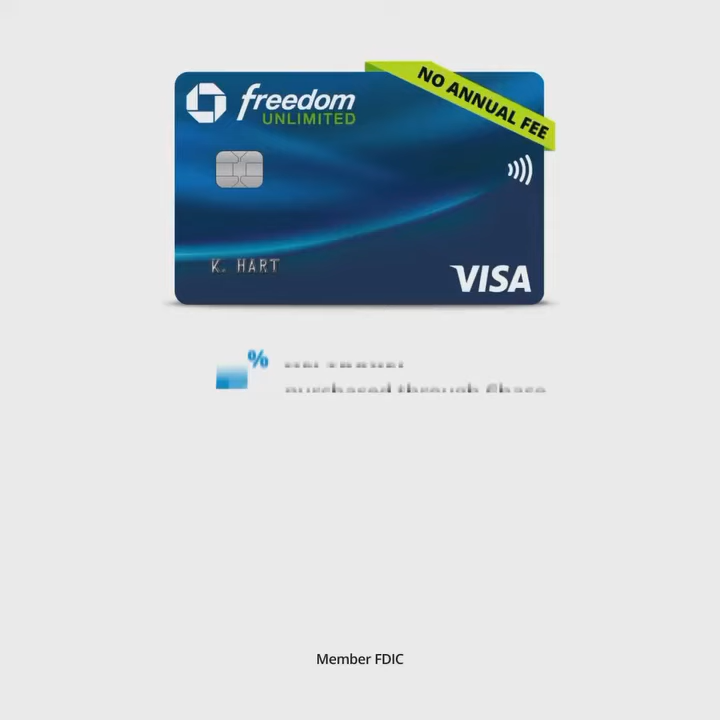 freedom
UNLIMITED
NO ANNUAL FEE
K. HART
VISA
%
purchased through Chase
Member FDIC